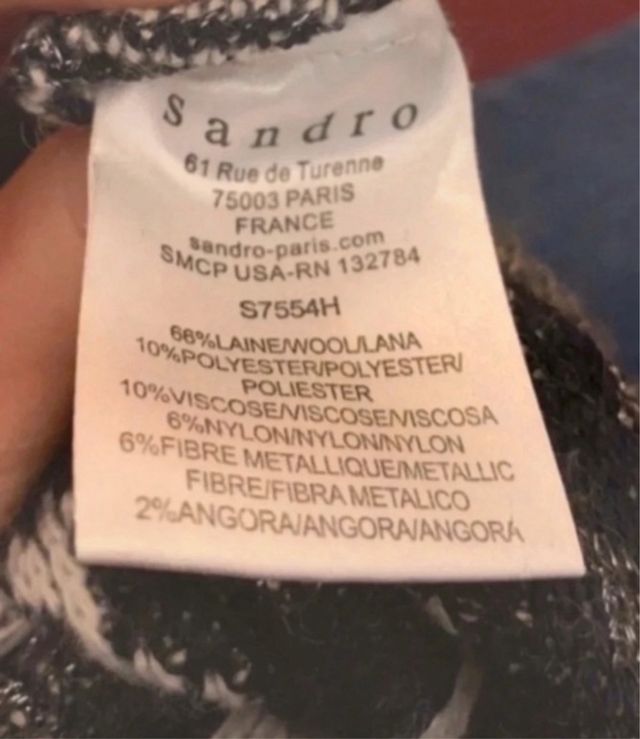 Sandro
61 Rue de Turenne
75003 PARIS
FRANCE
sandro-paris.com
SMCP USA-RN 132784
S7554H
66%LAINE/WOOL/LANA
10%POLYESTER/POLYESTER/
POLIESTER
10%VISCOSE/VISCOSE/VISCOSA
6%NYLON/NYLON/NYLON
6%FIBRE METALLIQUE/METALLIC
FIBRE/FIBRA METALICO
2%ANGORA/ANGORA/ANGORA